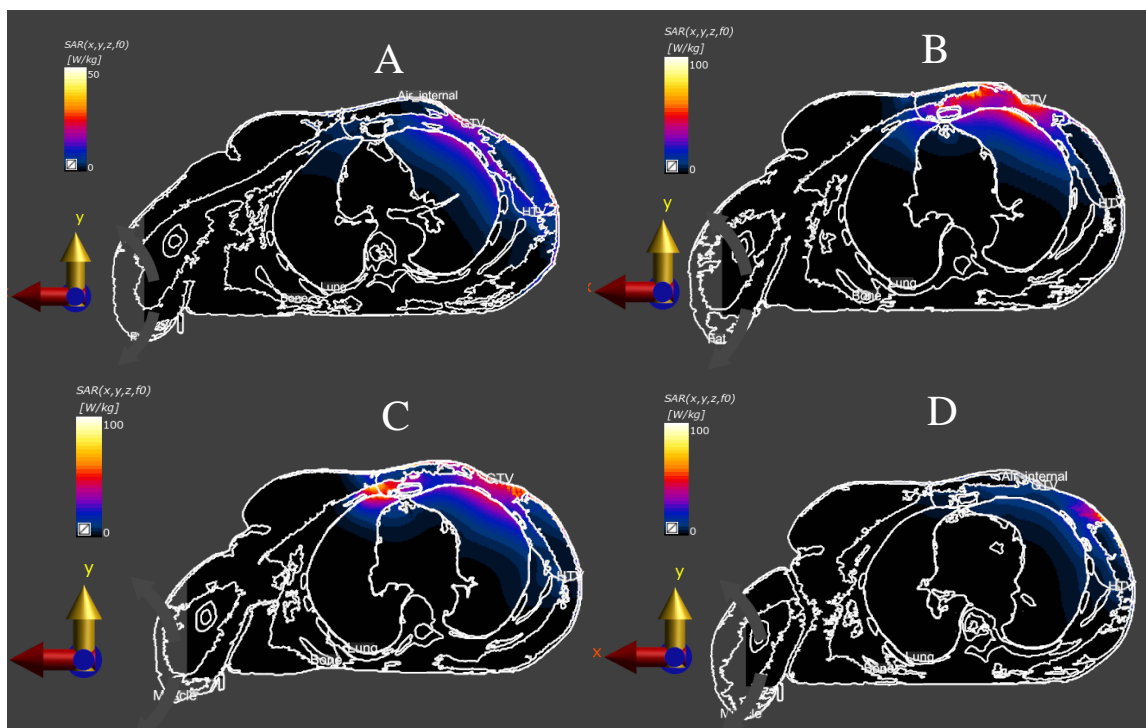 SAR(x,y,z,f0)
[W/kg]
50
0
A
Air_internal
GTV
HTV
y
Lung
Bone
SAR(x,y,z,f0)
[W/kg]
100
0
B
GTV
HTV
y
Lung
Bone
Fat
SAR(x,y,z,f0)
[W/kg]
100
0
C
GTV
HTV
y
Lung
Bone
SAR(x,y,z,f0)
[W/kg]
100
0
D
Air_internal
GTV
y
x
Lung
Bone